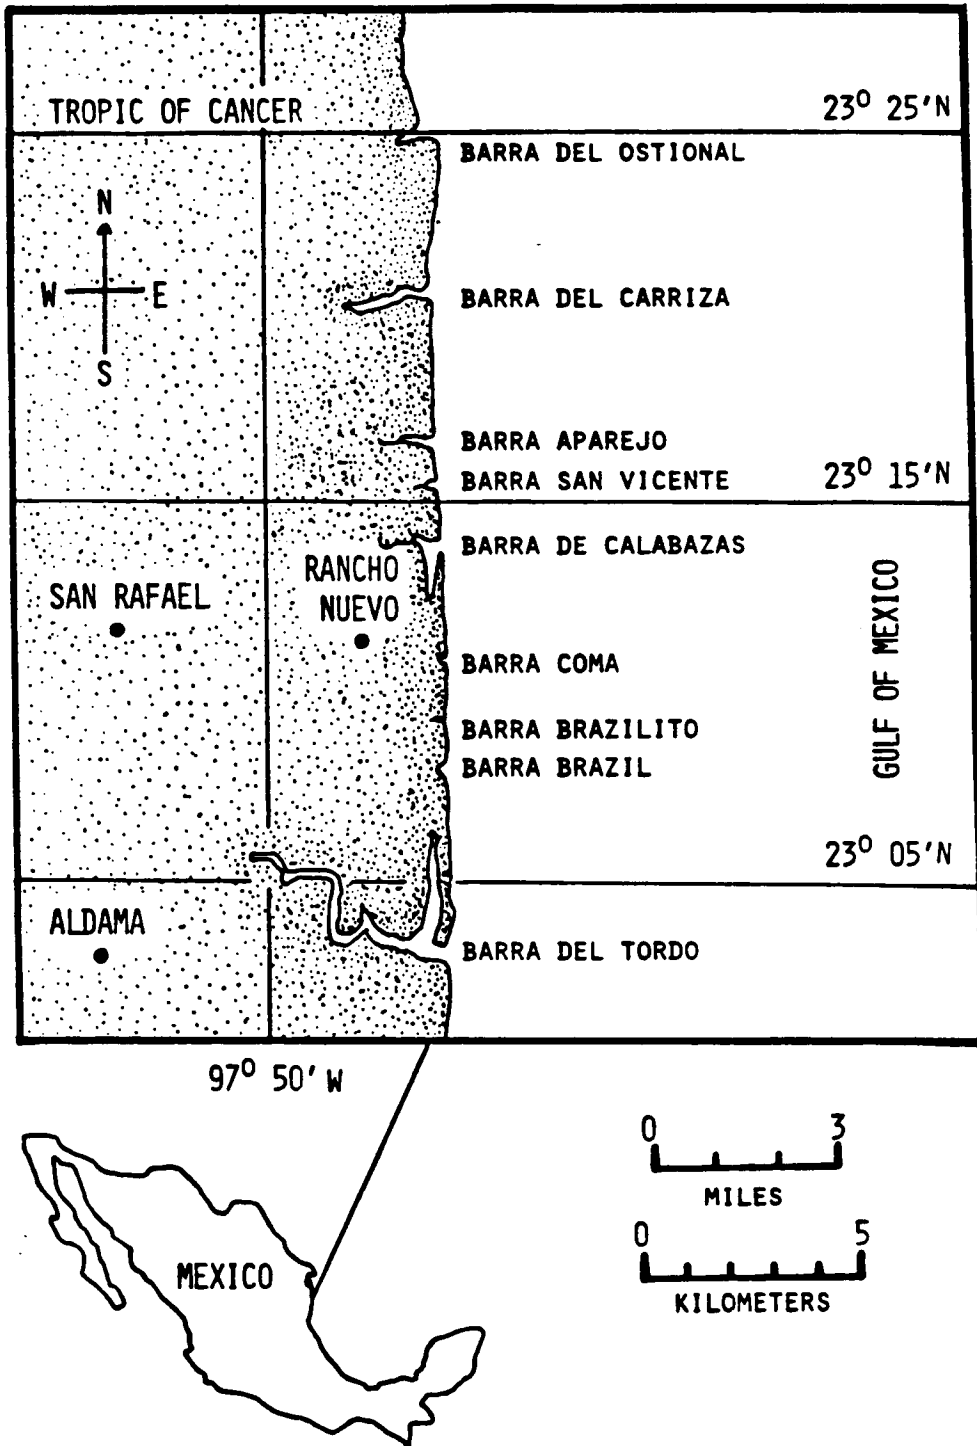 TROPIC OF CANCER
23° 25'N
BARRA DEL OSTIONAL
N
W E
S
BARRA DEL CARRIZA
BARRA APAREJO
BARRA SAN VICENTE
23° 15'N
BARRA DE CALABAZAS
RANCHO
NUEVO
SAN RAFAEL
GULF OF MEXICO
BARRA COMA
BARRA BRAZILITO
BARRA BRAZIL
23° 05'N
ALDAMA
BARRA DEL TORDO
97° 50' W
0 3
MILES
0 5
KILOMETERS
MEXICO